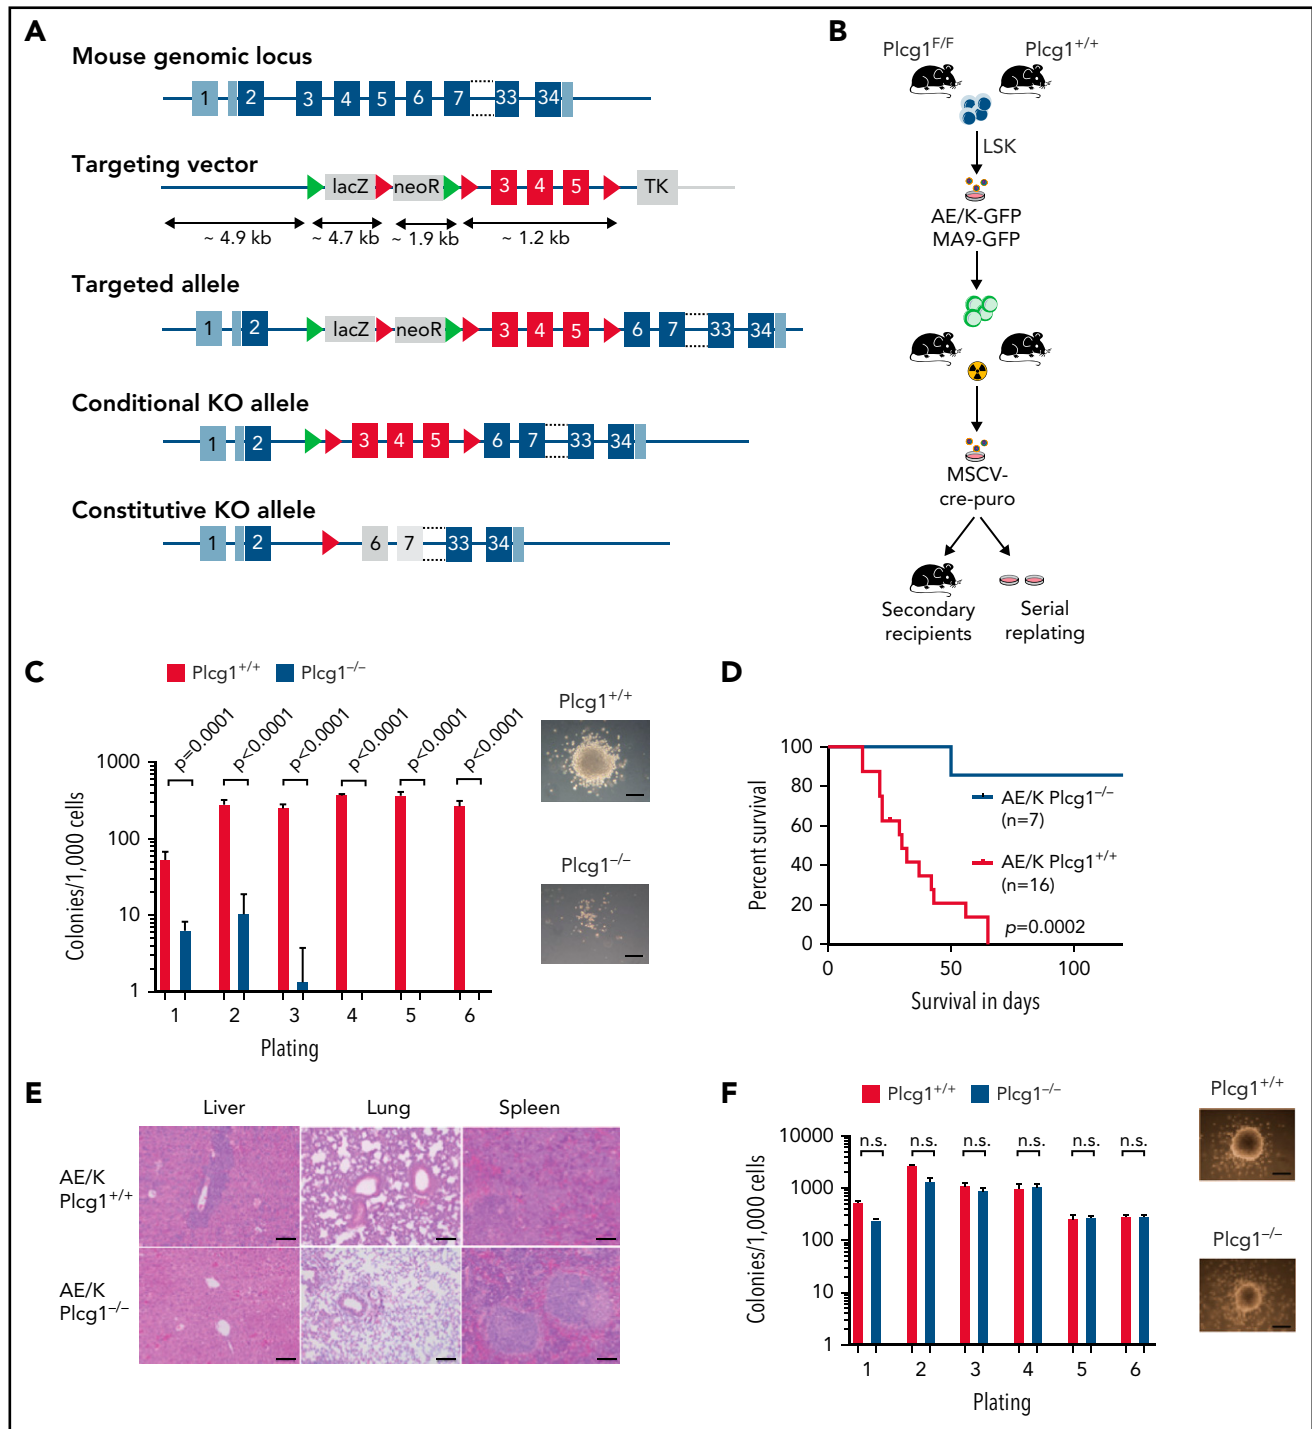 A
Mouse genomic locus
1 2 3 4 5 6 7 33 34
Targeting vector
lacZ neoR 3 4 5 TK
~ 4.9 kb ~ 4.7 kb ~ 1.9 kb ~ 1.2 kb
Targeted allele
1 2 lacZ neoR 3 4 5 6 7 33 34
Conditional KO allele
1 2 3 4 5 6 7 33 34
Constitutive KO allele
1 2 6 7 33 34
B
Plcg1F/F Plcg1+/+
LSK
AE/K-GFP
MA9-GFP
MSCV-
cre-puro
Secondary
recipients
Serial
replating
C
Plcg1+/+ Plcg1−/−
p=0.0001 p<0.0001 p<0.0001 p<0.0001 p<0.0001 p<0.0001
Colonies/1,000 cells
1000
100
10
1
1 2 3 4 5 6
Plating
Plcg1+/+
Plcg1−/−
D
Percent survival
100
80
60
40
20
0
AE/K Plcg1−/−
(n=7)
AE/K Plcg1+/+
(n=16)
p=0.0002
0 50 100
Survival in days
E
Liver Lung Spleen
AE/K
Plcg1+/+
AE/K
Plcg1−/−
F
Plcg1+/+ Plcg1−/−
n.s. n.s. n.s. n.s. n.s. n.s.
Colonies/1,000 cells
10000
1000
100
10
1
1 2 3 4 5 6
Plating
Plcg1+/+
Plcg1−/−